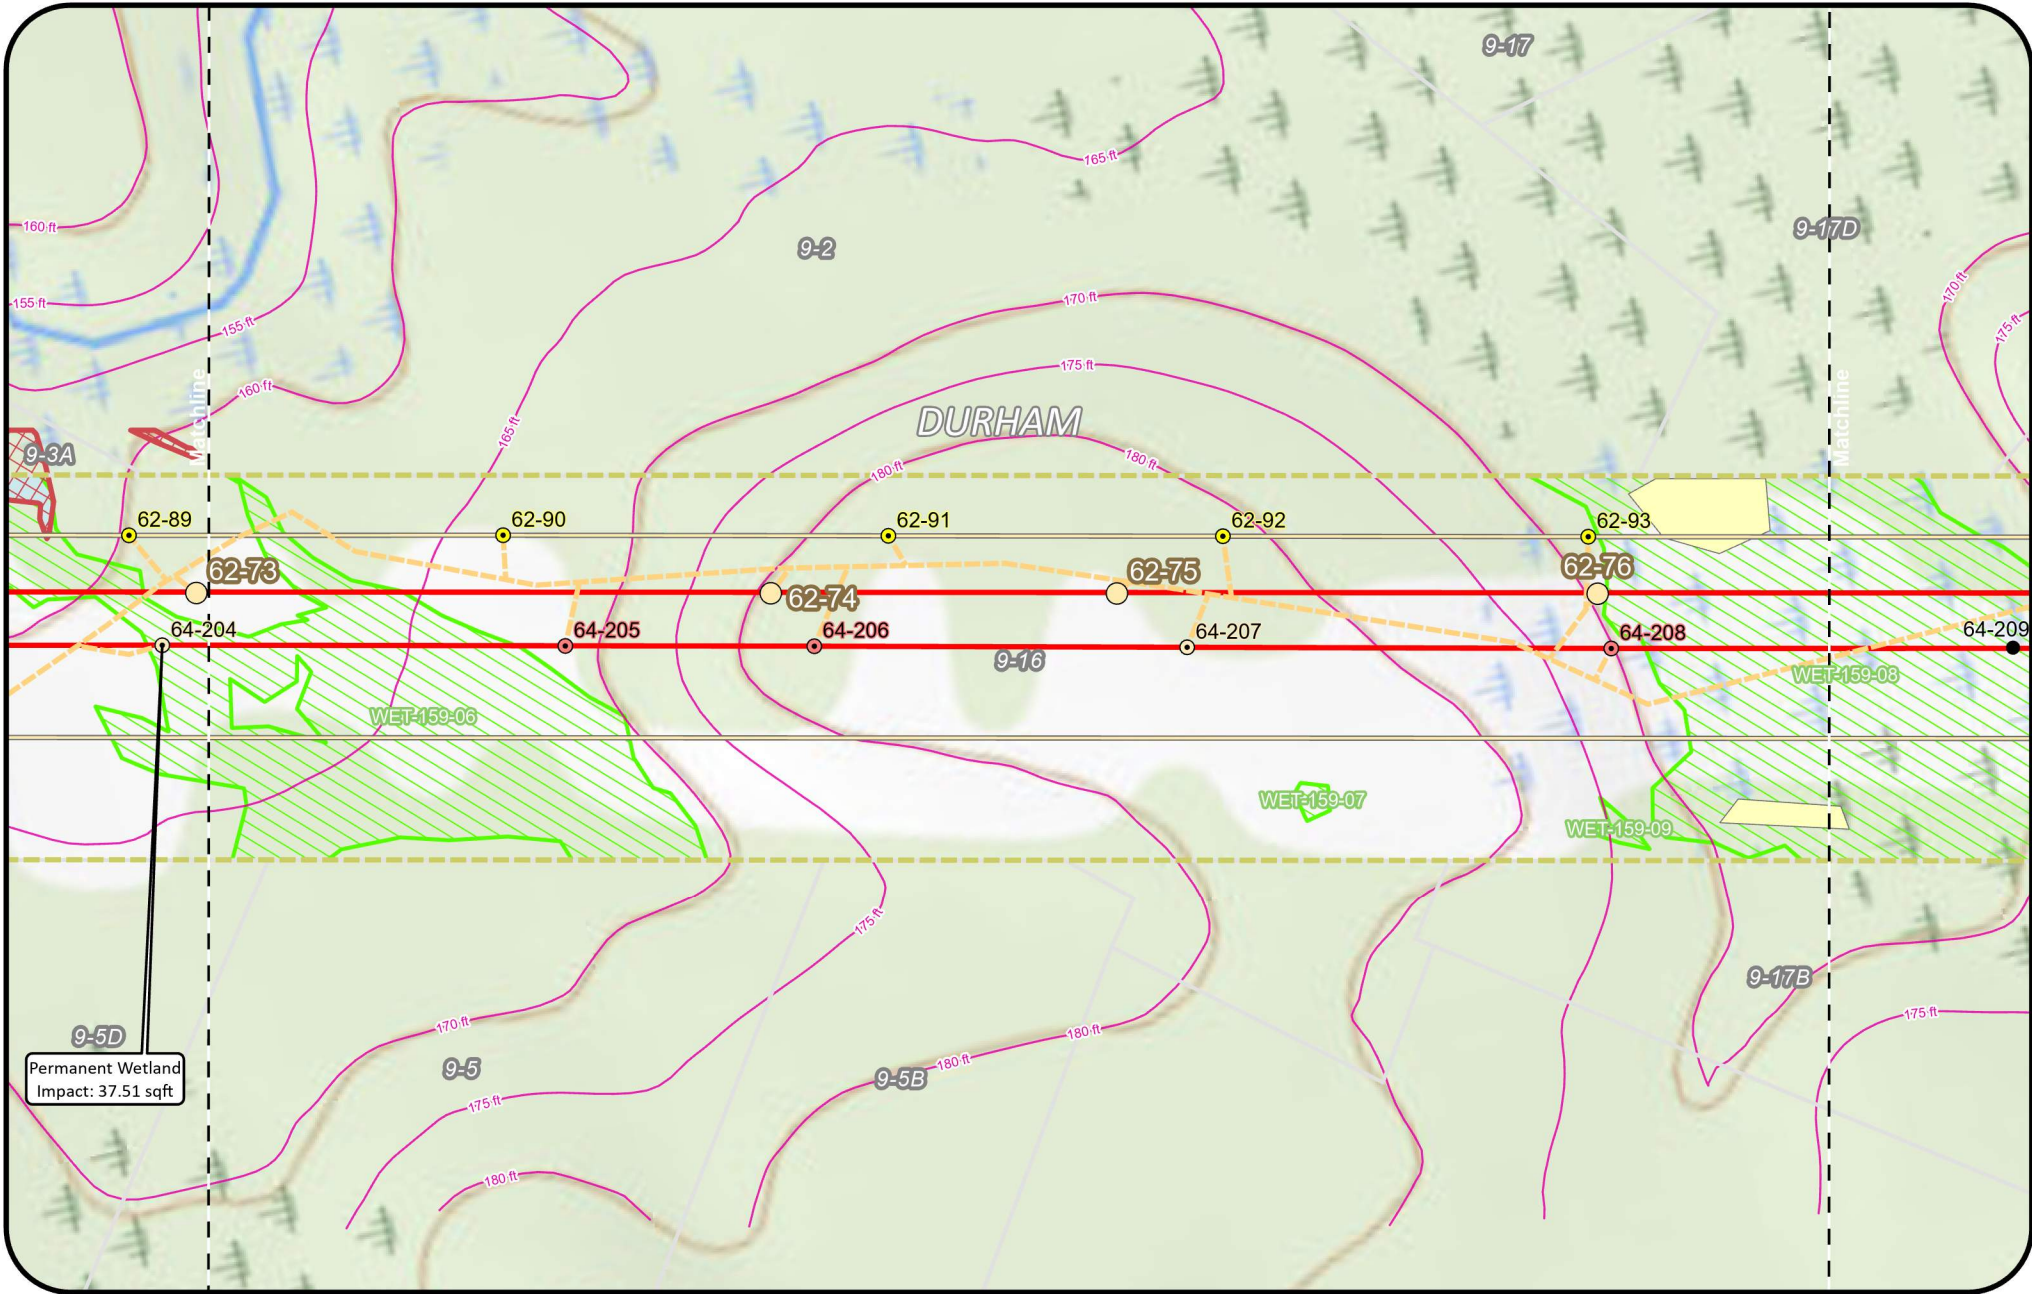 9-17
165 ft
160 ft
9-17D
9-2
170 ft
170 ft
155 ft
155 ft
175 ft
175 ft
Matchline
Matchline
160 ft
165 ft
DURHAM
180 ft
180 ft
9-3A
62-89
62-90
62-91
62-92
62-93
62-73
62-74
62-75
62-76
64-204
64-205
64-206
64-207
64-208
64-209
9-16
WET-159-08
WET-159-06
WET-159-07
WET-159-09
175 ft
9-17B
170 ft
175 ft
180 ft
9-5D
9-5
180 ft
9-5B
Permanent Wetland
Impact: 37.51 sqft
175 ft
180 ft